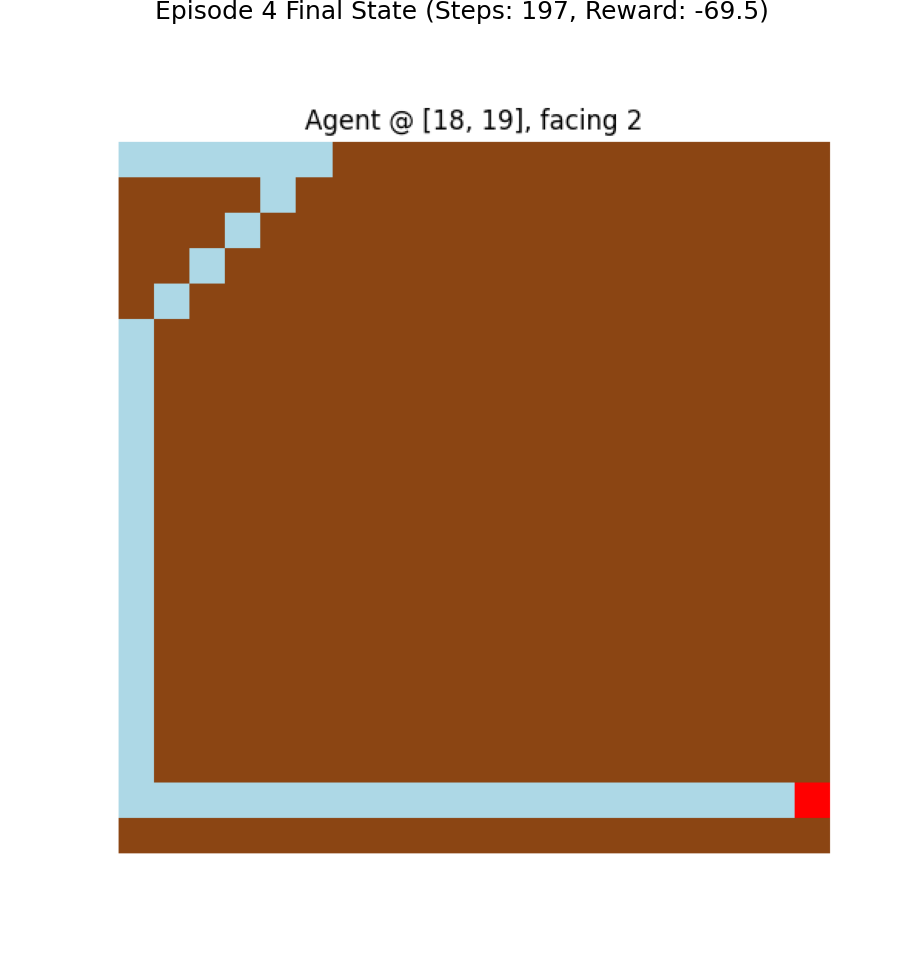 Episode 4 Final State (Steps: 197, Reward: -69.5)
Agent @ [18, 19], facing 2